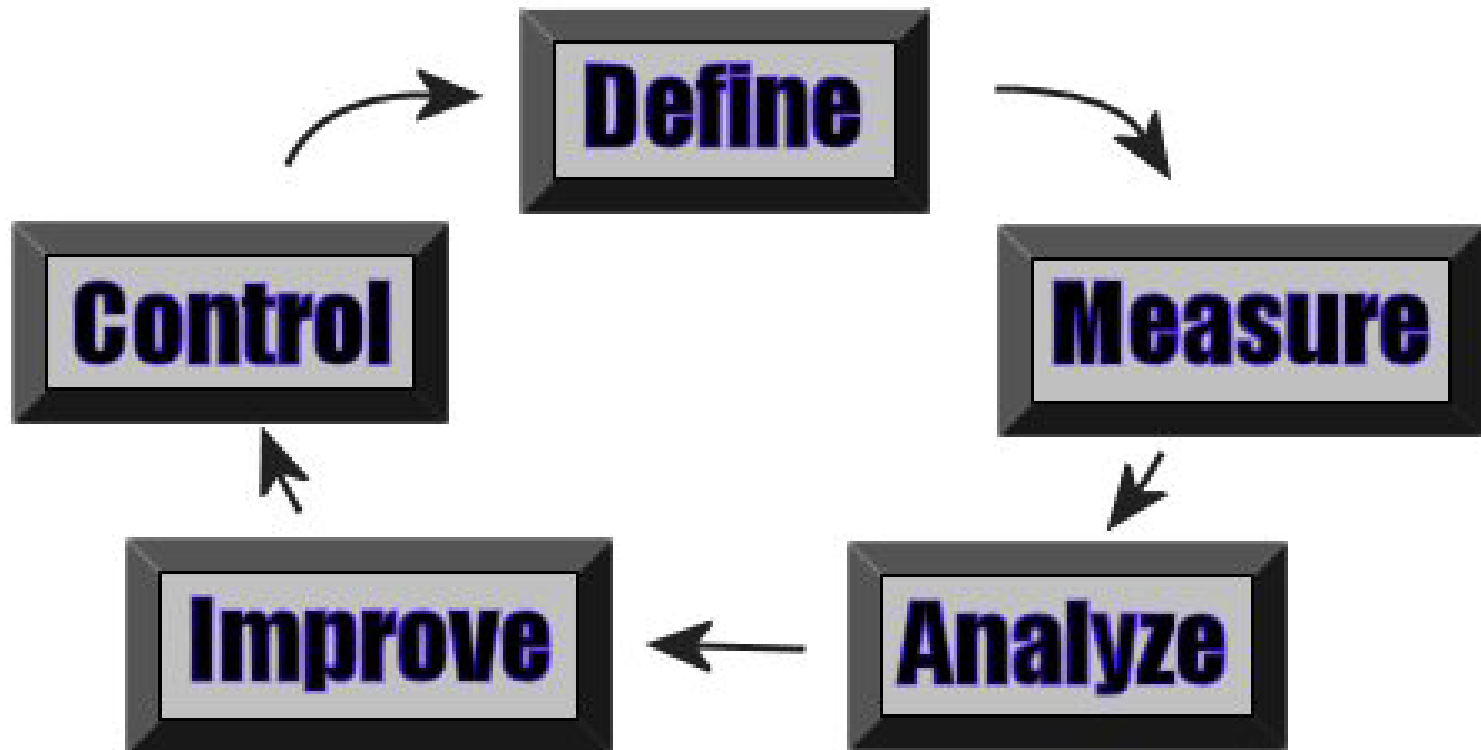 Define
Measure
Analyze
Improve
Control